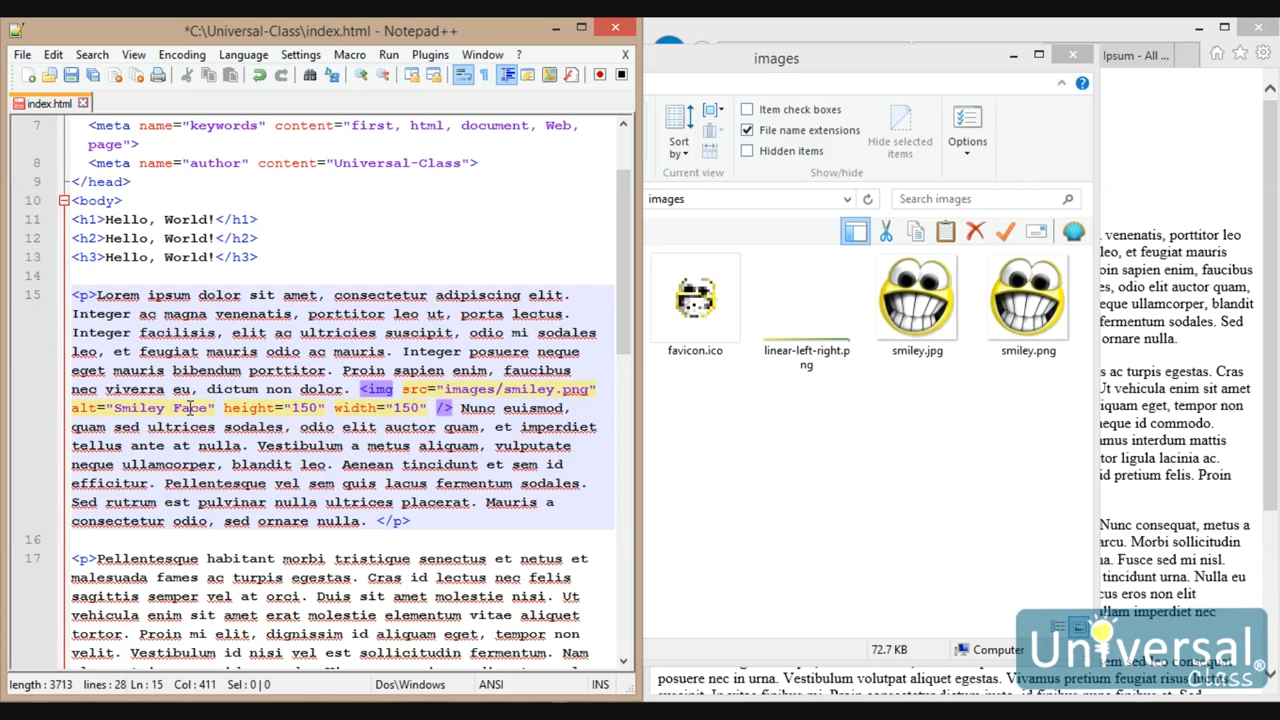 *C:\Universal-Class\index.html - Notepad++
File Edit Search View Encoding Language Settings Macro Run Plugins Window ? X
index.html
7 <meta name="keywords" content="first, html, document, Web,
page">
8 <meta name="author" content="Universal-Class">
9 </head>
10 <body>
11 <h1>Hello, World!</h1>
12 <h2>Hello, World!</h2>
13 <h3>Hello, World!</h3>
14
15 <p>Lorem ipsum dolor sit amet, consectetur adipiscing elit.
Integer ac magna venenatis, porttitor leo ut, porta lectus.
Integer facilisis, elit ac ultricies suscipit, odio mi sodales
leo, et feugiat mauris odio ac mauris. Integer posuere neque
eget mauris bibendum porttitor. Proin sapien enim, faucibus
nec viverra eu, dictum non dolor. <img src="images/smiley.png"
alt="Smiley Face" height="150" width="150" /> Nunc euismod,
quam sed ultrices sodales, odio elit auctor quam, et imperdiet
tellus ante at nulla. Vestibulum a metus aliquam, vulputate
neque ullamcorper, blandit leo. Aenean tincidunt et sem id
efficitur. Pellentesque vel sem quis lacus fermentum sodales.
Sed rutrum est pulvinar nulla ultrices placerat. Mauris a
consectetur odio, sed ornare nulla. </p>
16
17 <p>Pellentesque habitant morbi tristique senectus et netus et
malesuada fames ac turpis egestas. Cras id lectus nec felis
sagittis semper vel at orci. Duis sit amet molestie nisi. Ut
vehicula enim sit amet erat molestie elementum vitae aliquet
tortor. Proin mi elit, dignissim id aliquam eget, tempor non
velit. Vestibulum id nisi vel est sollicitudin fermentum. Nam
length : 3713 lines : 28 Ln : 15 Col : 411 Sel : 0 | 0 Dos\Windows ANSI INS
images
Item check boxes
File name extensions
Hidden items
Sort
by
Hide selected
items
Options
Current view Show/hide
images Search images
favicon.ico linear-left-right.p
ng smiley.jpg smiley.png
72.7 KB Computer
Ipsum - All ...
venenatis, porttitor leo
leo, et feugiat mauris
oin sapien enim, faucibus
es, odio elit auctor quam,
eque ullamcorper, blandit
fermentum sodales. Sed
ornare nulla.
s ac turpis egestas. Cras
t amet erat molestie
eget, tempor non
eque id commodo.
mus interdum mattis
tor ligula lacinia ac.
id pretium felis. Proin
Nunc consequat, metus a
arcu. Morbi sollicitudin
a. Fusce sed mi nisl.
tincidunt urna. Nulla eu
cus eros non elit
llam imperdiet nec
sem sed leo consequat
posuere nec in urna. Vestibulum volutpat aliquet egestas. Vivamus pretium feugiat risus
Universal
Class